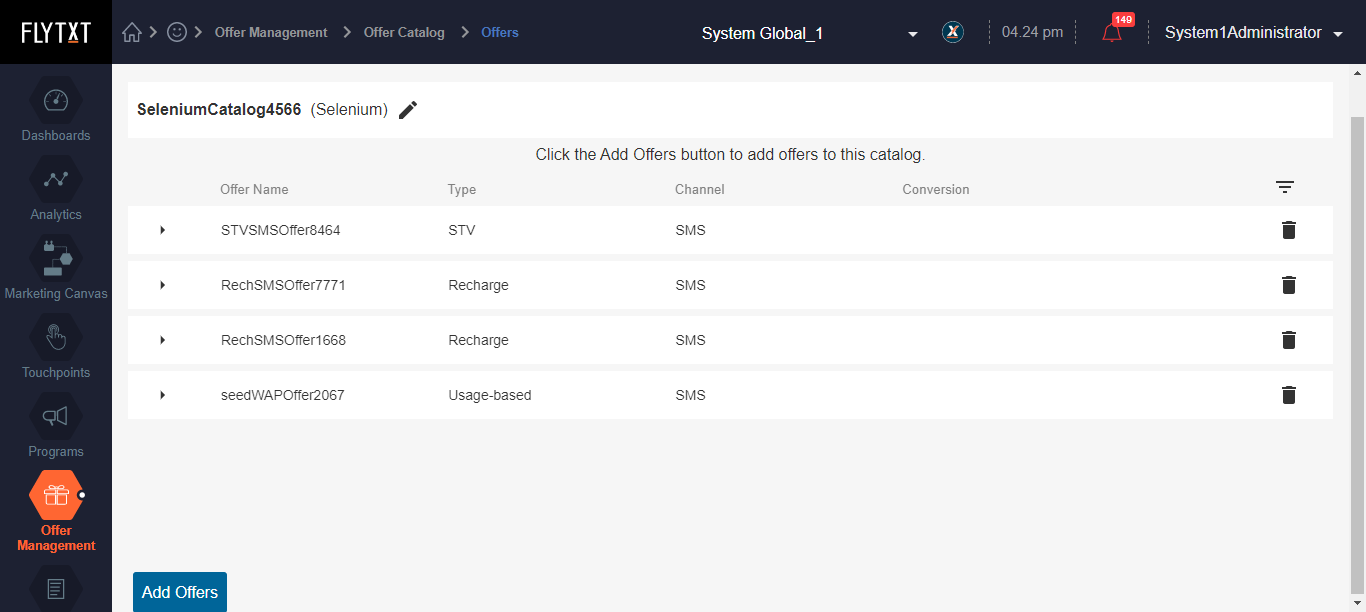 FLYTXT
Offer Management
Offer Catalog
Offers
System Global_1
X
04.24 pm
149
System1Administrator
Dashboards
Analytics
Marketing Canvas
Touchpoints
Programs
Offer
Management
SeleniumCatalog4566 (Selenium)
Click the Add Offers button to add offers to this catalog.
Offer Name Type Channel Conversion
STVSMSOffer8464 STV SMS
RechSMSOffer7771 Recharge SMS
RechSMSOffer1668 Recharge SMS
seedWAPOffer2067 Usage-based SMS
Add Offers